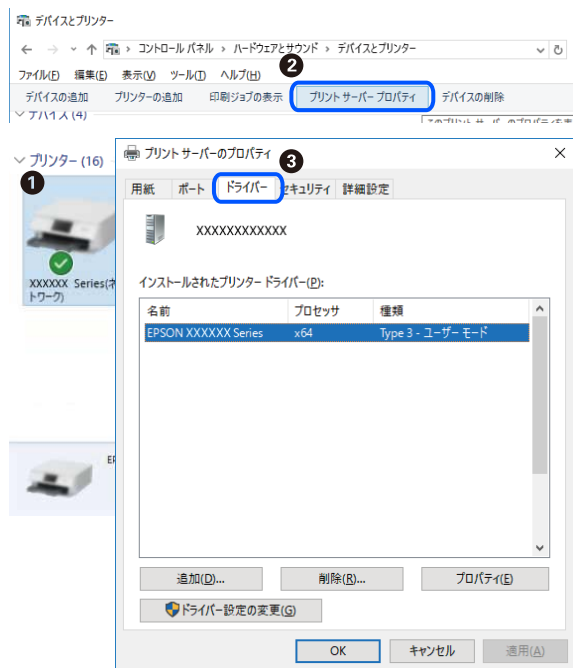 デバイスとプリンター
コントロール パネル › ハードウェアとサウンド › デバイスとプリンター
ファイル(F) 編集(E) 表示(V) ツール(T) ヘルプ(H)
2
デバイスの追加 プリンターの追加 印刷ジョブの表示 プリント サーバー プロパティ デバイスの削除
デバイス (4)
プリンター (16)
1
XXXXXX Series(ネ
トワーク)
EP
プリント サーバーのプロパティ
3
用紙 ポート ドライバー セキュリティ 詳細設定
XXXXXXXXXXXX
インストールされたプリンター ドライバー(P):
名前 プロセッサ 種類
EPSON XXXXXX Series x64 Type 3 - ユーザー モード
追加(D)... 削除(R)... プロパティ(E)
ドライバー設定の変更(G)
OK キャンセル 適用(A)